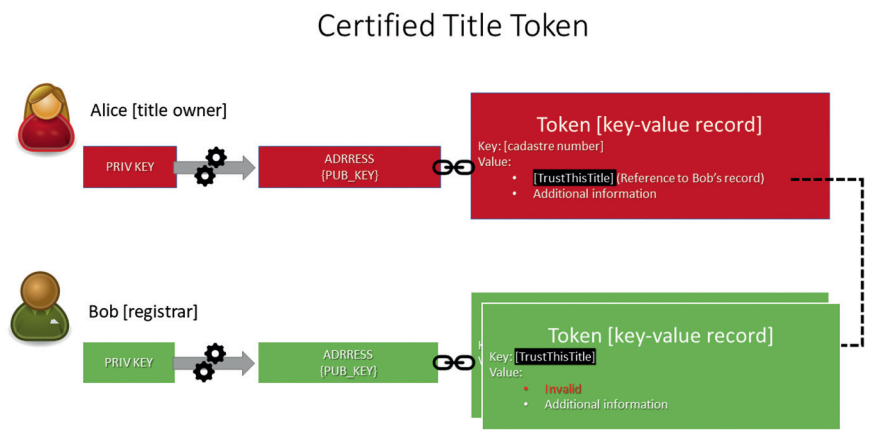 Certified Title Token
Alice [title owner]
PRIV KEY
ADRRESS
{PUB_KEY}
Token [key-value record]
Key: [cadastre number]
Value:
• [TrustThisTitle] (Reference to Bob's record)
• Additional information
Bob [registrar]
PRIV KEY
ADRRESS
{PUB_KEY}
Token [key-value record]
Key: [TrustThisTitle]
Value:
• Invalid
• Additional information